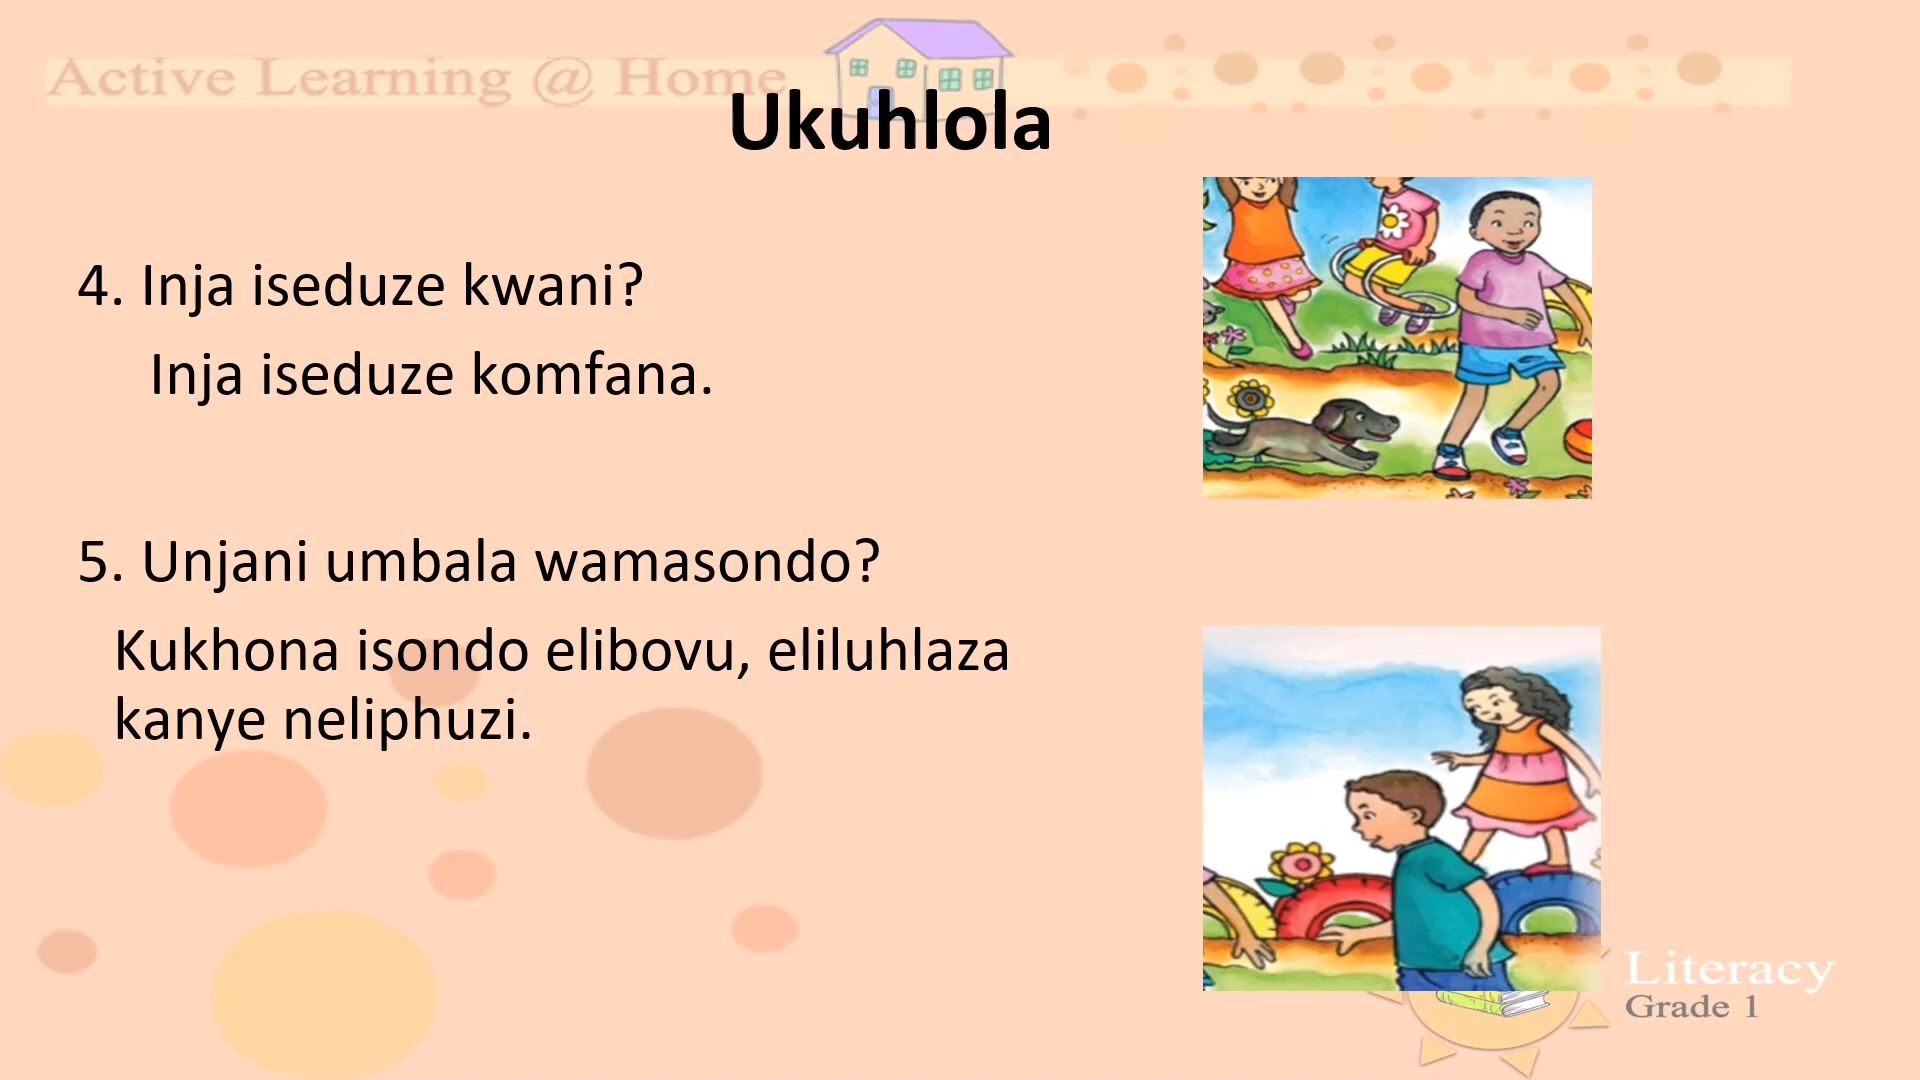 Active Learning @ Home
Ukuhlola
4. Inja iseduze kwani?
Inja iseduze komfana.
5. Unjani umbala wamasondo?
Kukhona isondo elibovu, eliluhlaza
kanye neliphuzi.
Literacy
Grade 1